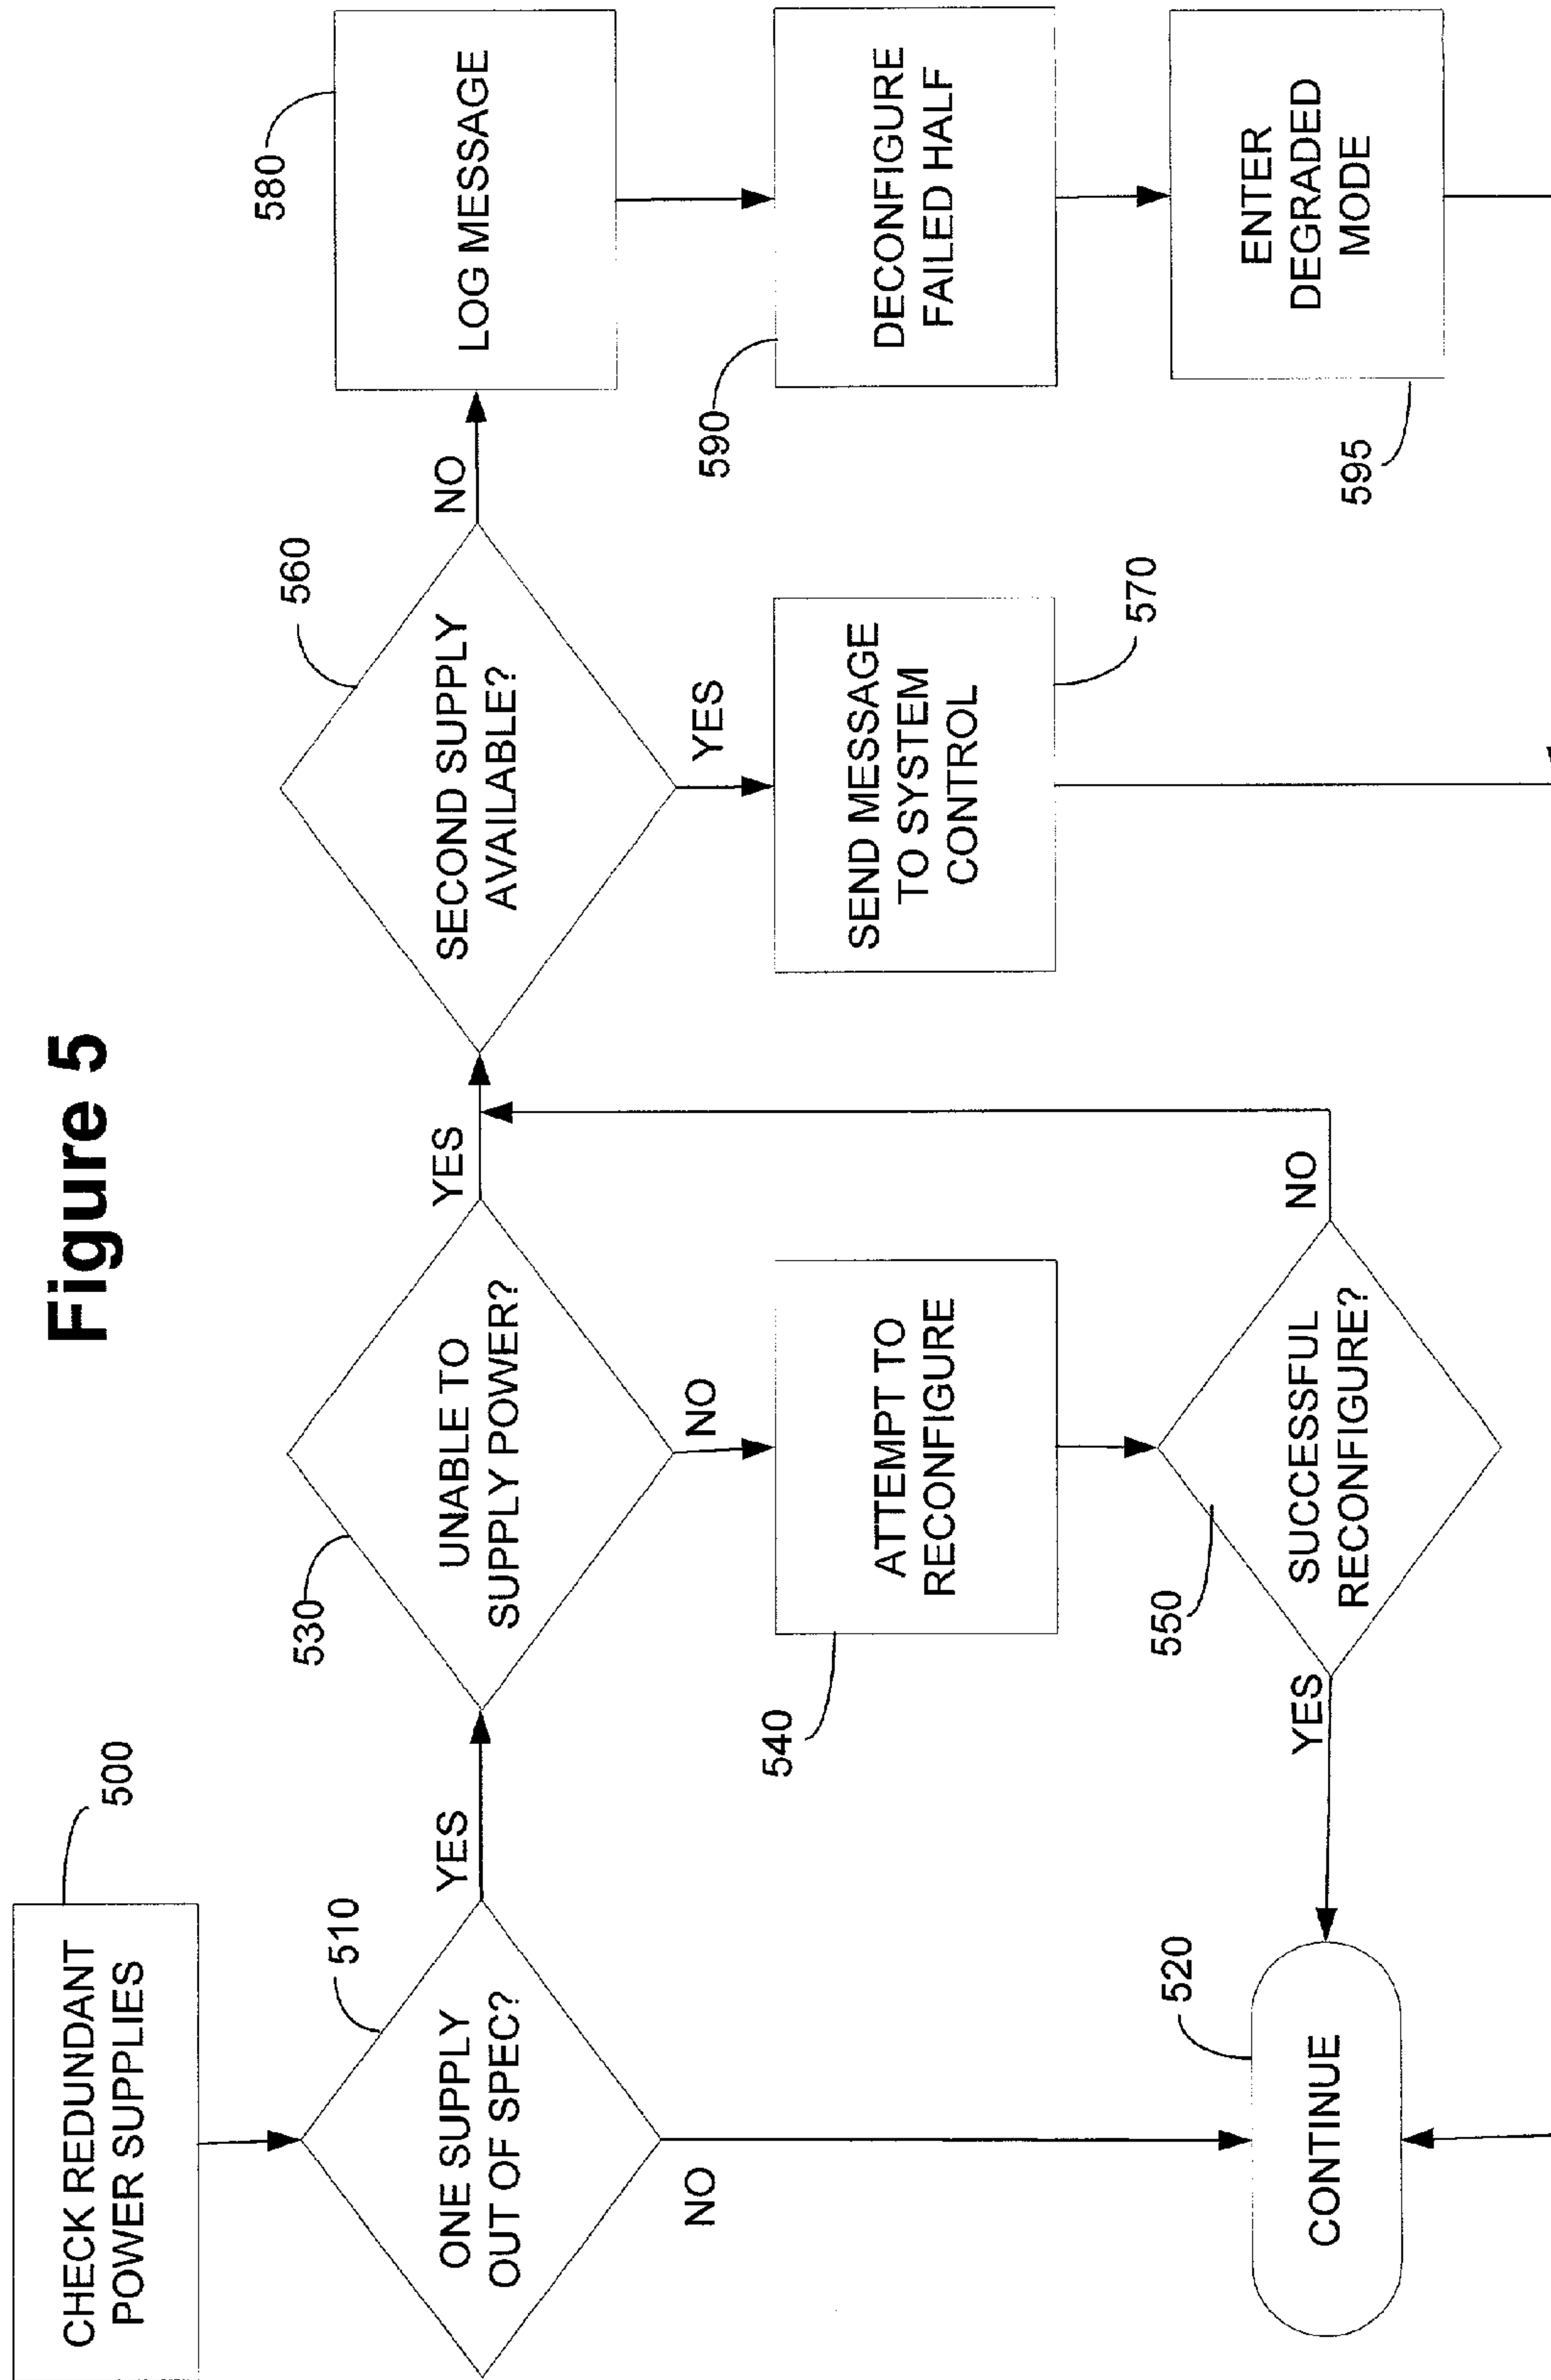 Figure 5
CHECK REDUNDANT
POWER SUPPLIES
500
ONE SUPPLY
OUT OF SPEC?
510
YES
NO
CONTINUE
520
UNABLE TO
SUPPLY POWER?
530
YES
NO
ATTEMPT TO
RECONFIGURE
540
SUCCESSFUL
RECONFIGURE?
550
YES
NO
SECOND SUPPLY
AVAILABLE?
560
YES
NO
SEND MESSAGE
TO SYSTEM
CONTROL
570
LOG MESSAGE
580
DECONFIGURE
FAILED HALF
590
ENTER
DEGRADED
MODE
595